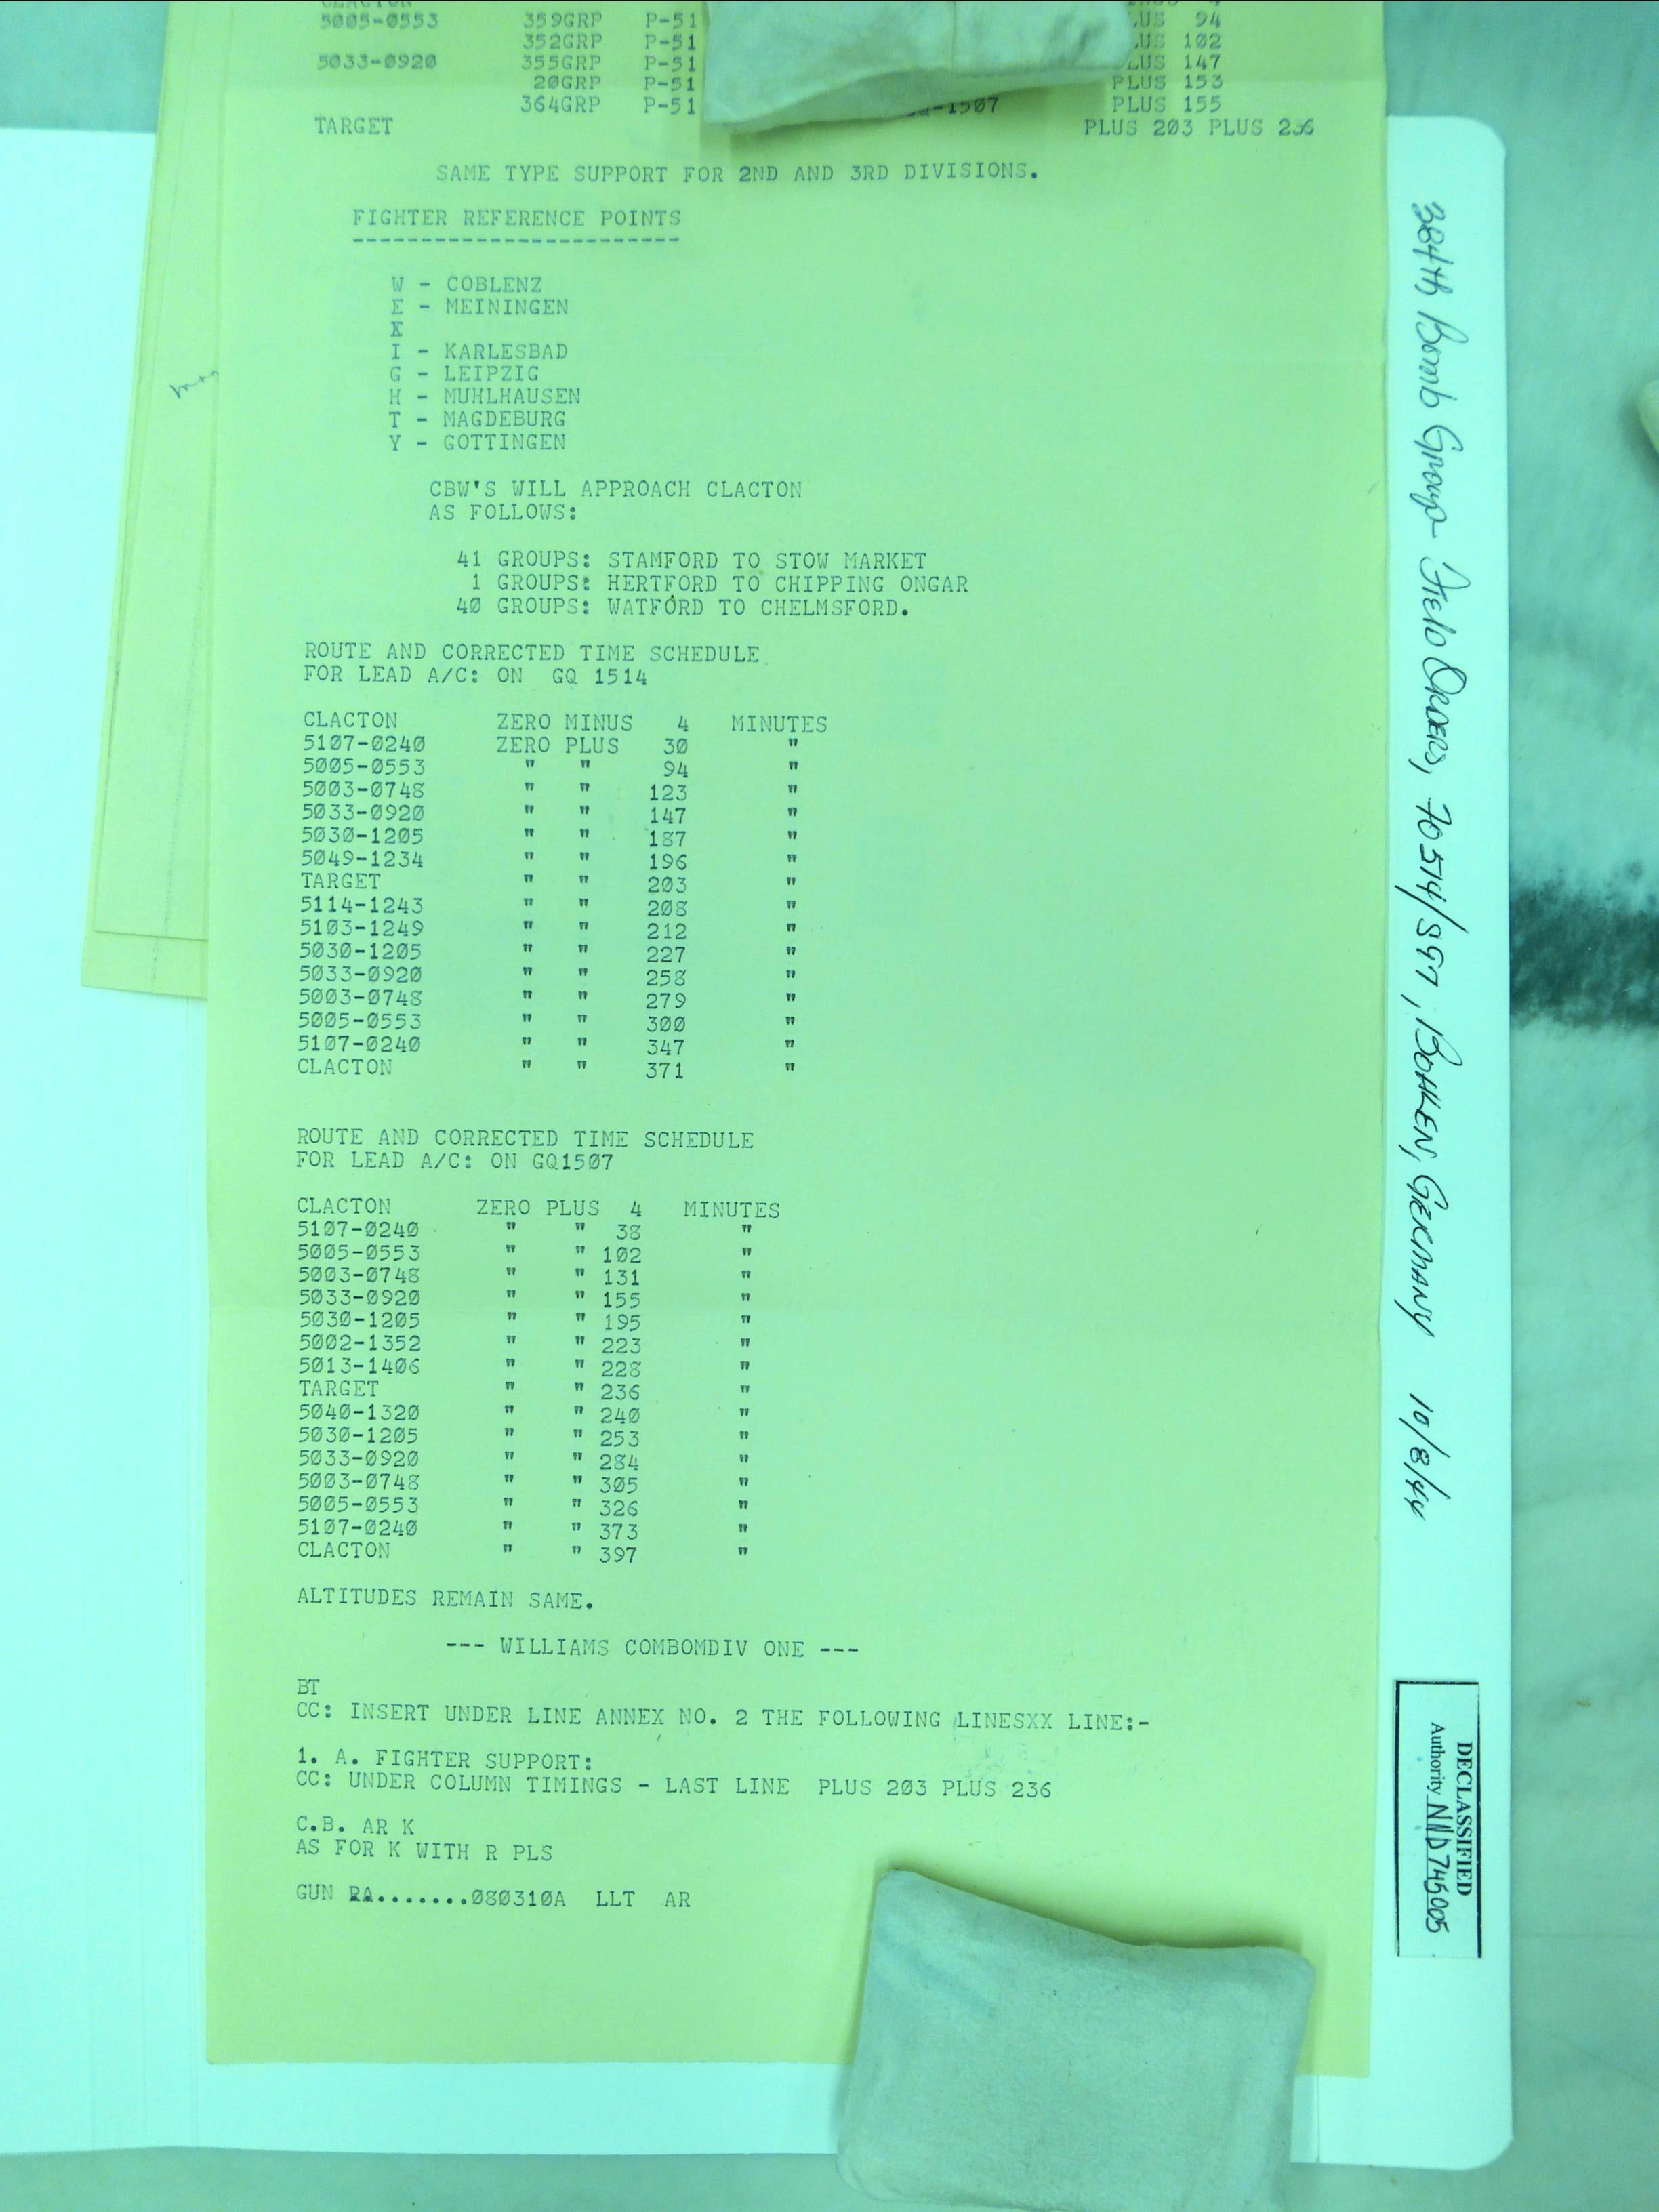 CLACTON
5005-0553 359GRP P-51 PLUS 94
352GRP P-51 PLUS 102
5033-0920 355GRP P-51 PLUS 147
20GRP P-51 PLUS 153
364GRP P-51 GQ-1507 PLUS 155
TARGET PLUS 203 PLUS 236
SAME TYPE SUPPORT FOR 2ND AND 3RD DIVISIONS.
FIGHTER REFERENCE POINTS
------------------------
W - COBLENZ
E - MEININGEN
I - KARLESBAD
G - LEIPZIG
H - MUHLHAUSEN
T - MAGDEBURG
Y - GOTTINGEN
CBW'S WILL APPROACH CLACTON
AS FOLLOWS:
41 GROUPS: STAMFORD TO STOW MARKET
1 GROUPS: HERTFORD TO CHIPPING ONGAR
40 GROUPS: WATFORD TO CHELMSFORD.
ROUTE AND CORRECTED TIME SCHEDULE
FOR LEAD A/C: ON GQ 1514
CLACTON ZERO MINUS 4 MINUTES
5107-0240 ZERO PLUS 30 "
5005-0553 " " 94 "
5003-0748 " " 123 "
5033-0920 " " 147 "
5030-1205 " " 187 "
5049-1234 " " 196 "
TARGET " " 203 "
5114-1243 " " 208 "
5103-1249 " " 212 "
5030-1205 " " 227 "
5033-0920 " " 258 "
5003-0748 " " 279 "
5005-0553 " " 300 "
5107-0240 " " 347 "
CLACTON " " 371 "
ROUTE AND CORRECTED TIME SCHEDULE
FOR LEAD A/C: ON GQ1507
CLACTON ZERO PLUS 4 MINUTES
5107-0240 " " 38 "
5005-0553 " " 102 "
5003-0748 " " 131 "
5033-0920 " " 155 "
5030-1205 " " 195 "
5002-1352 " " 223 "
5013-1406 " " 228 "
TARGET " " 236 "
5040-1320 " " 240 "
5030-1205 " " 253 "
5033-0920 " " 284 "
5003-0748 " " 305 "
5005-0553 " " 326 "
5107-0240 " " 373 "
CLACTON " " 397 "
ALTITUDES REMAIN SAME.
--- WILLIAMS COMBOMDIV ONE ---
BT
CC: INSERT UNDER LINE ANNEX NO. 2 THE FOLLOWING LINESXX LINE:-
1. A. FIGHTER SUPPORT:
CC: UNDER COLUMN TIMINGS - LAST LINE PLUS 203 PLUS 236
C.B. AR K
AS FOR K WITH R PLS
GUN RA.......080310A LLT AR
384th Bomb Group Field Orders, FO 514/S97, BOHLEN, GERMANY 10/8/44
DECLASSIFIED
Authority NND745005